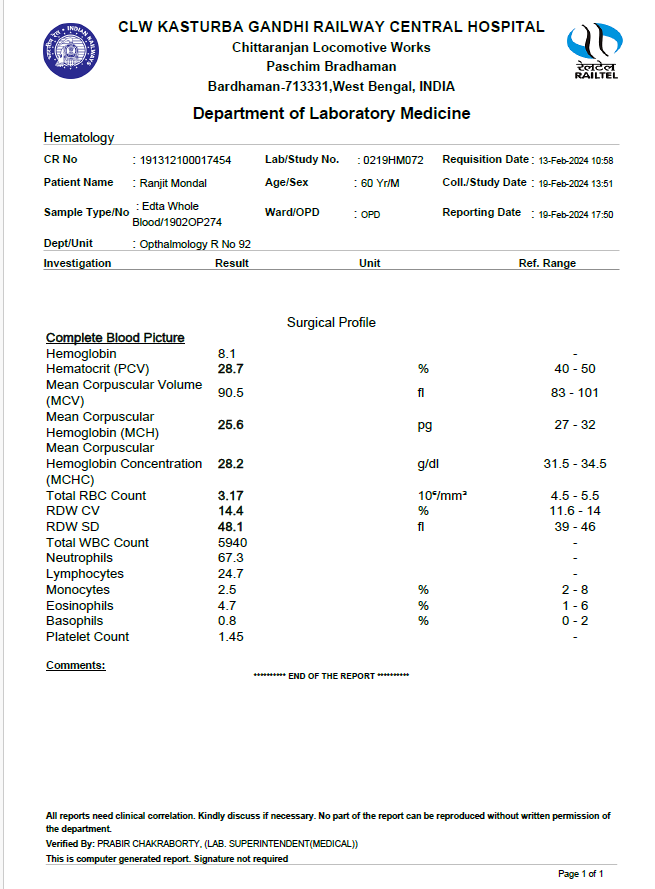 CLW KASTURBA GANDHI RAILWAY CENTRAL HOSPITAL
Chittaranjan Locomotive Works
Paschim Bradhaman
Bardhaman-713331,West Bengal, INDIA
INDIAN RAILWAYS
भारतीय रेल
रेलटेल
RAILTEL
Department of Laboratory Medicine
Hematology
CR No : 191312100017454 Lab/Study No. : 0219HM072 Requisition Date : 13-Feb-2024 10:58
Patient Name : Ranjit Mondal Age/Sex : 60 Yr/M Coll./Study Date : 19-Feb-2024 13:51
Sample Type/No : Edta Whole Blood/1902OP274 Ward/OPD : OPD Reporting Date : 19-Feb-2024 17:50
Dept/Unit : Opthalmology R No 92
Investigation Result Unit Ref. Range
Surgical Profile
Complete Blood Picture
Hemoglobin 8.1 -
Hematocrit (PCV) 28.7 % 40 - 50
Mean Corpuscular Volume (MCV) 90.5 fl 83 - 101
Mean Corpuscular Hemoglobin (MCH) 25.6 pg 27 - 32
Mean Corpuscular Hemoglobin Concentration (MCHC) 28.2 g/dl 31.5 - 34.5
Total RBC Count 3.17 10⁶/mm³ 4.5 - 5.5
RDW CV 14.4 % 11.6 - 14
RDW SD 48.1 fl 39 - 46
Total WBC Count 5940 -
Neutrophils 67.3 -
Lymphocytes 24.7 -
Monocytes 2.5 % 2 - 8
Eosinophils 4.7 % 1 - 6
Basophils 0.8 % 0 - 2
Platelet Count 1.45 -
Comments:
********** END OF THE REPORT **********
All reports need clinical correlation. Kindly discuss if necessary. No part of the report can be reproduced without written permission of
the department.
Verified By: PRABIR CHAKRABORTY, (LAB. SUPERINTENDENT(MEDICAL))
This is computer generated report. Signature not required
Page 1 of 1